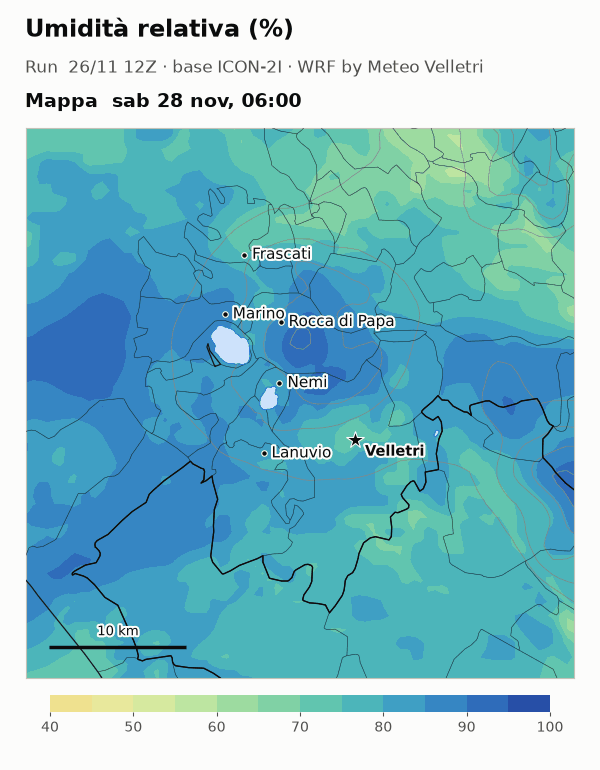 Umidità relativa (%)
Run  26/11 12Z · base ICON-2I · WRF by Meteo Velletri
Mappa  sab 28 nov, 06:00
Frascati
Marino
Rocca di Papa
Nemi
Velletri
Lanuvio
10 km
40 50 60 70 80 90 100